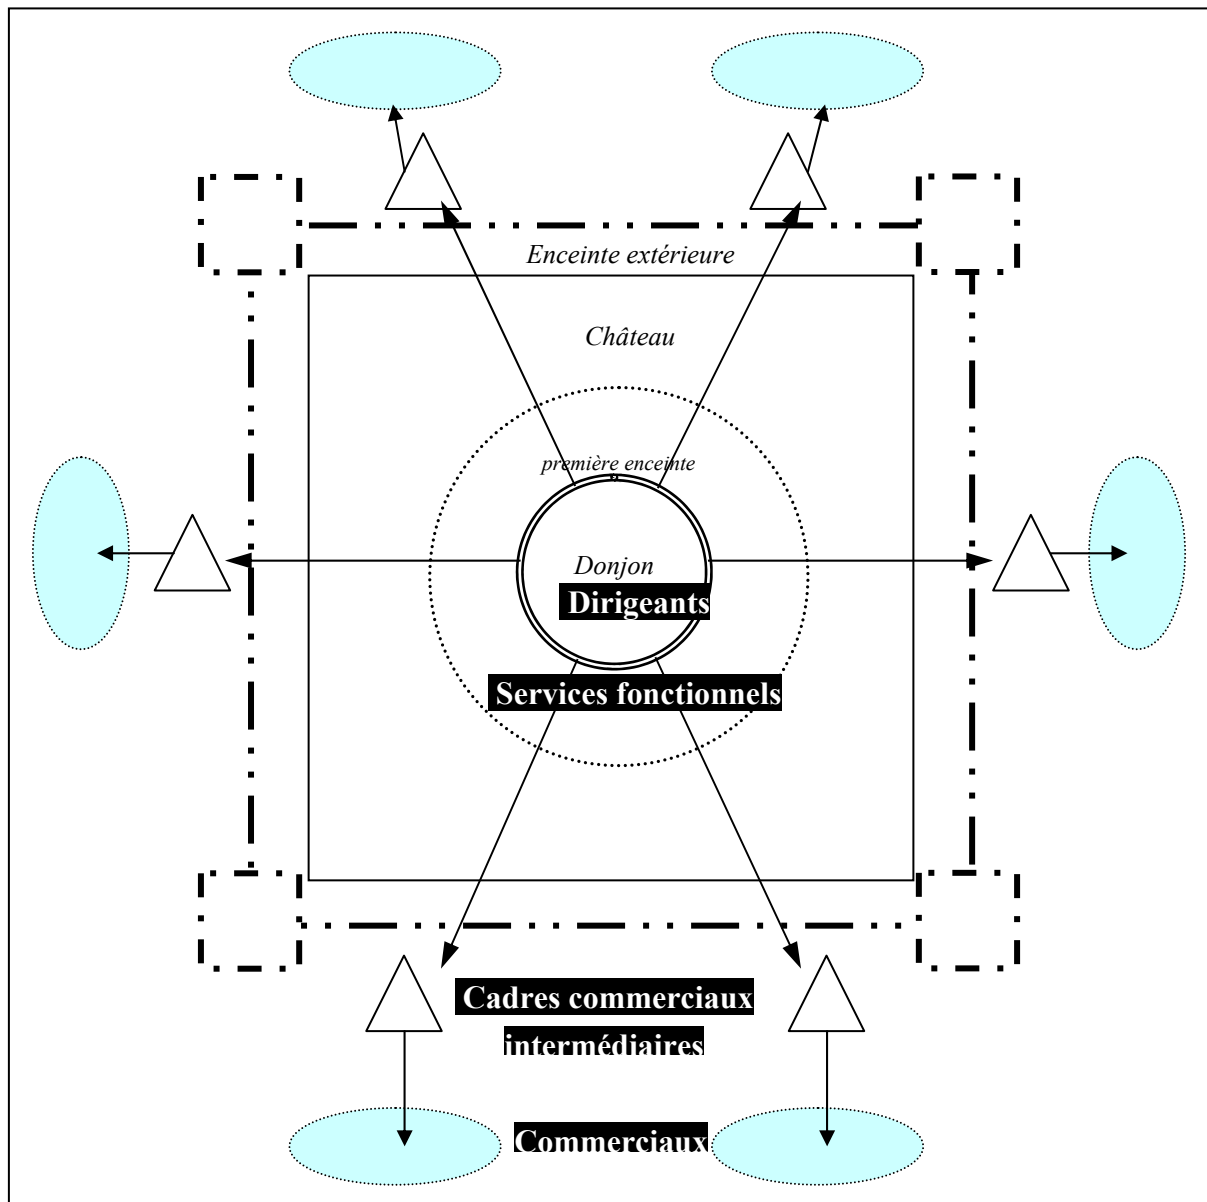 Enceinte extérieure
Château
première enceinte
Donjon
Dirigeants
Services fonctionnels
Cadres commerciaux
intermédiaires
Commerciaux